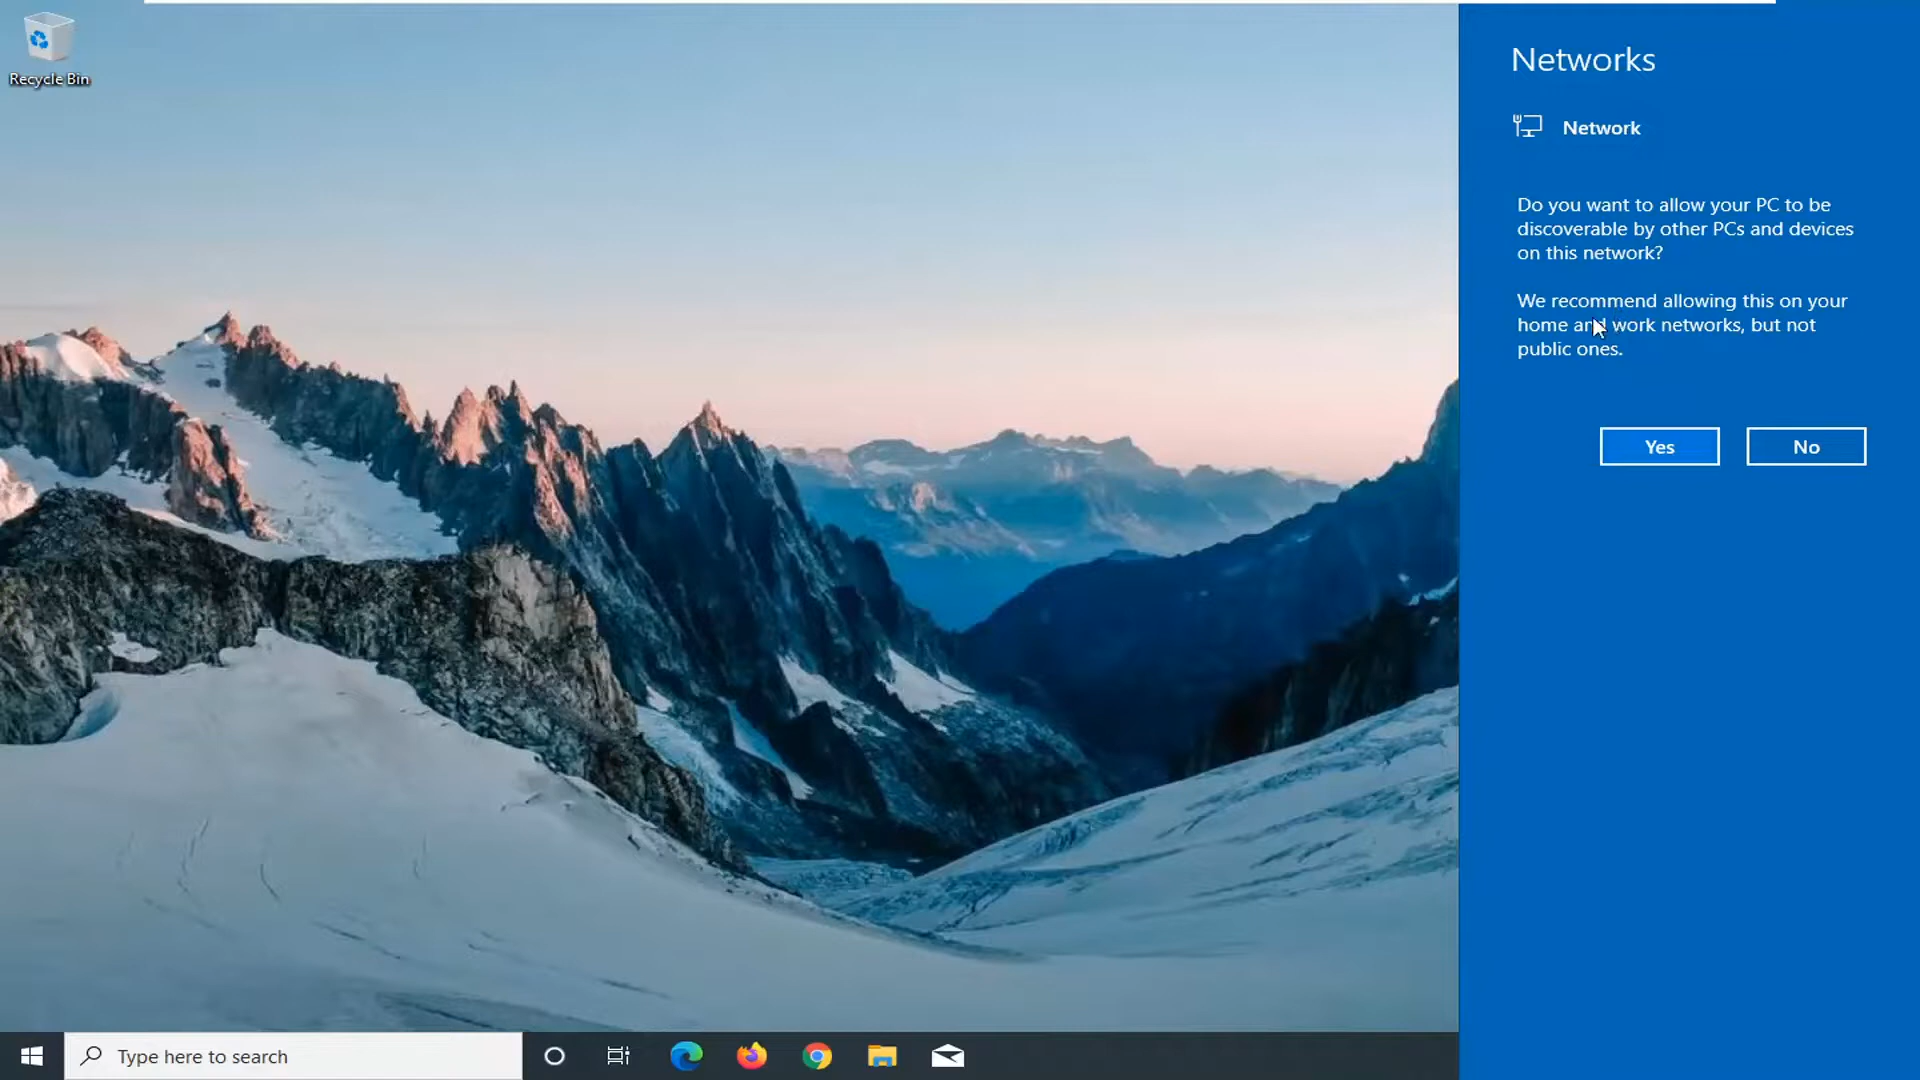 Recycle Bin
Networks
Network
Do you want to allow your PC to be
discoverable by other PCs and devices
on this network?
We recommend allowing this on your
home and work networks, but not
public ones.
Yes
No
Type here to search